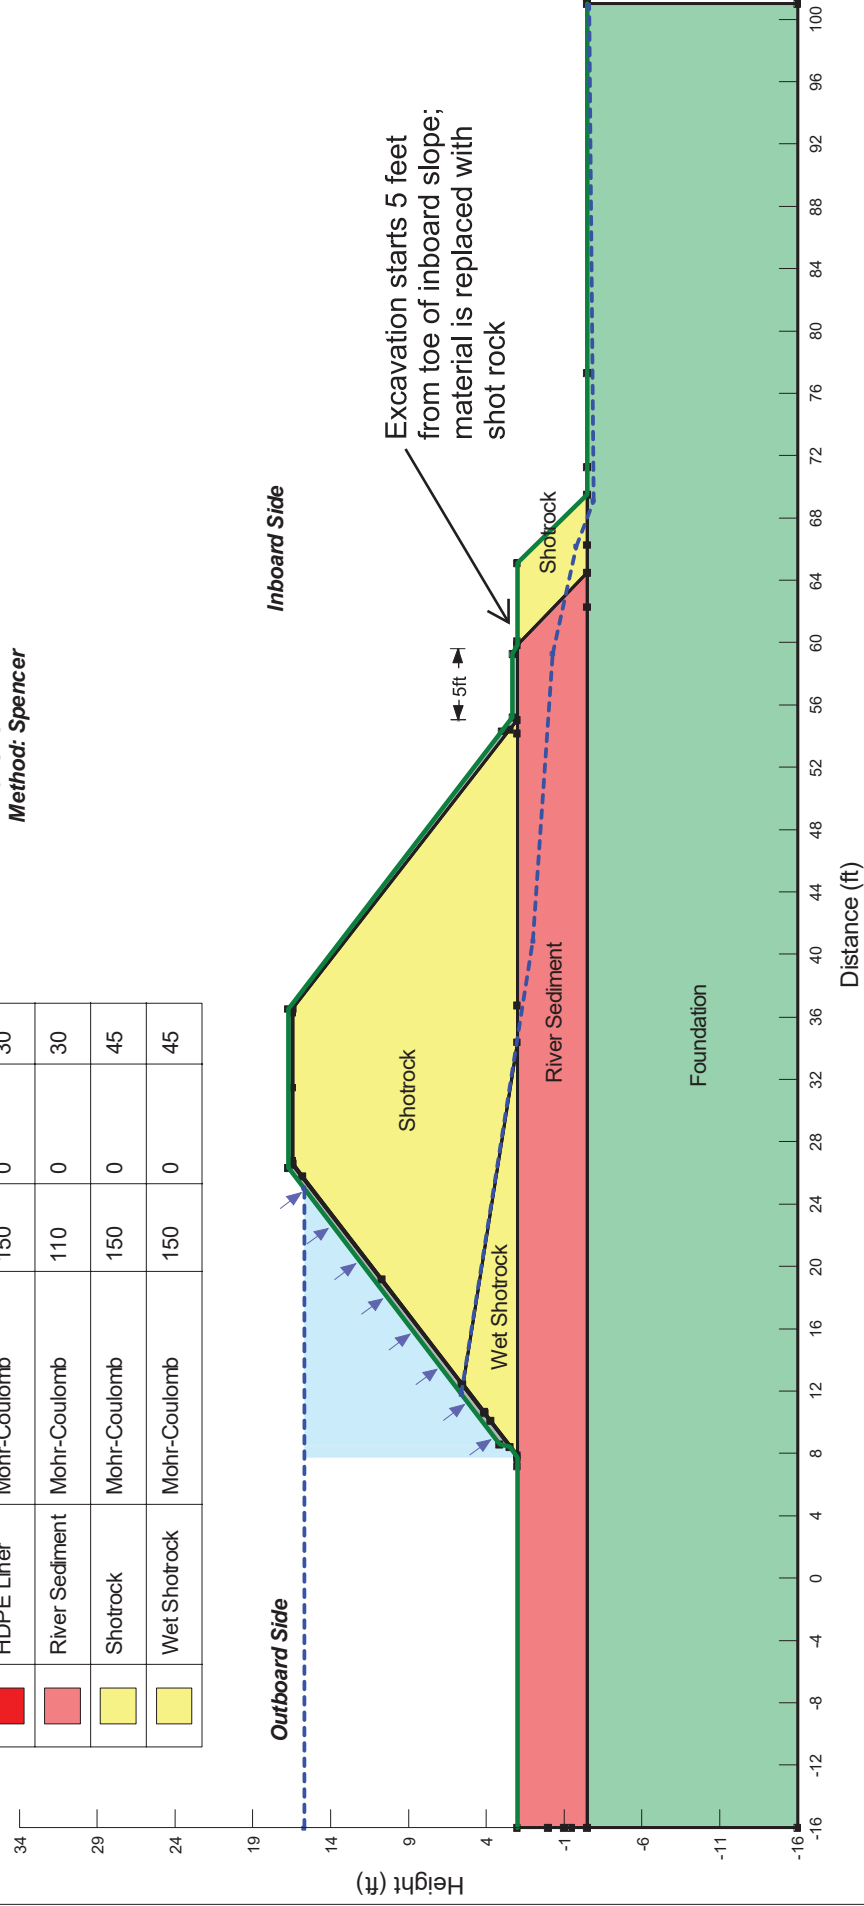 Method: Spencer
HDPE Liner Mohr-Coulomb 150 0 30
River Sediment Mohr-Coulomb 110 0 30
Shotrock Mohr-Coulomb 150 0 45
Wet Shotrock Mohr-Coulomb 150 0 45
Outboard Side
Inboard Side
Excavation starts 5 feet
from toe of inboard slope;
material is replaced with
shot rock
5ft
Shotrock
Shotrock
Wet Shotrock
River Sediment
Foundation
Height (ft)
34
29
24
19
14
9
4
-1
-6
-11
-16
-16 -12 -8 -4 0 4 8 12 16 20 24 28 32 36 40 44 48 52 56 60 64 68 72 76 80 84 88 92 96 100
Distance (ft)